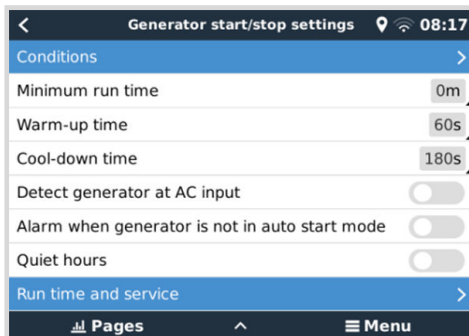 Generator start/stop settings 08:17
Conditions
Minimum run time 0m
Warm-up time 60s
Cool-down time 180s
Detect generator at AC input
Alarm when generator is not in auto start mode
Quiet hours
Run time and service
Pages Menu